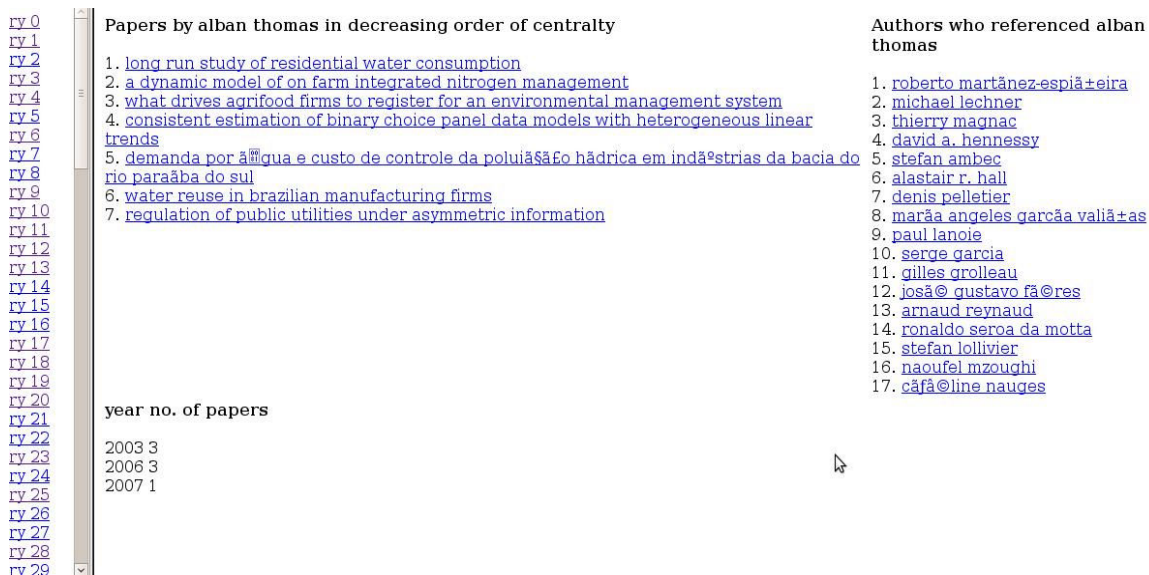 ry 0
ry 1
ry 2
ry 3
ry 4
ry 5
ry 6
ry 7
ry 8
ry 9
ry 10
ry 11
ry 12
ry 13
ry 14
ry 15
ry 16
ry 17
ry 18
ry 19
ry 20
ry 21
ry 22
ry 23
ry 24
ry 25
ry 26
ry 27
ry 28
ry 29
Papers by alban thomas in decreasing order of centralty
1. long run study of residential water consumption
2. a dynamic model of on farm integrated nitrogen management
3. what drives agrifood firms to register for an environmental management system
4. consistent estimation of binary choice panel data models with heterogeneous linear
trends
5. demanda por gua e custo de controle da poluiã§ã£o hãdrica em indãºstrias da bacia do
rio paraãba do sul
6. water reuse in brazilian manufacturing firms
7. regulation of public utilities under asymmetric information
year no. of papers
2003 3
2006 3
2007 1
Authors who referenced alban
thomas
1. roberto martãnez-espiã±eira
2. michael lechner
3. thierry magnac
4. david a. hennessy
5. stefan ambec
6. alastair r. hall
7. denis pelletier
8. marãa angeles garcãa valiã±as
9. paul lanoie
10. serge garcia
11. gilles grolleau
12. josã© gustavo fã©res
13. arnaud reynaud
14. ronaldo seroa da motta
15. stefan lollivier
16. naoufel mzoughi
17. cãƒâ©line nauges